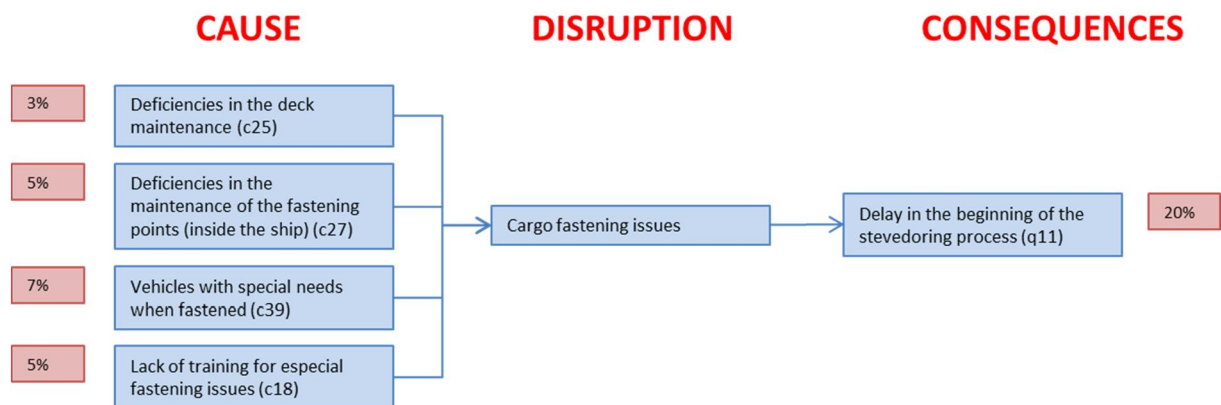 CAUSE
DISRUPTION
CONSEQUENCES
3%
Deficiencies in the deck
maintenance (c25)
5%
Deficiencies in the
maintenance of the fastening
points (inside the ship) (c27)
7%
Vehicles with special needs
when fastened (c39)
5%
Lack of training for especial
fastening issues (c18)
Cargo fastening issues
Delay in the beginning of the
stevedoring process (q11)
20%